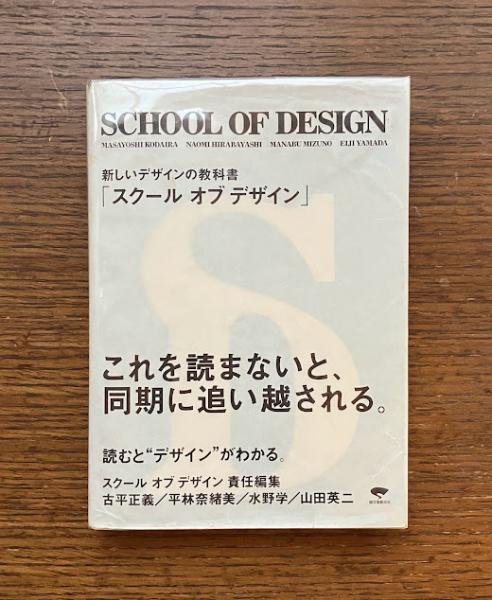 SCHOOL OF DESIGN
MASAYOSHI KODAIRA NAOMI HIRABAYASHI MANABU MIZUNO EIJI YAMADA
新しいデザインの教科書
「スクール オブ デザイン」
これを読まないと、
同期に追い越される。
読むと“デザイン”がわかる。
スクール オブ デザイン 責任編集
古平正義／平林奈緒美／水野学／山田英二